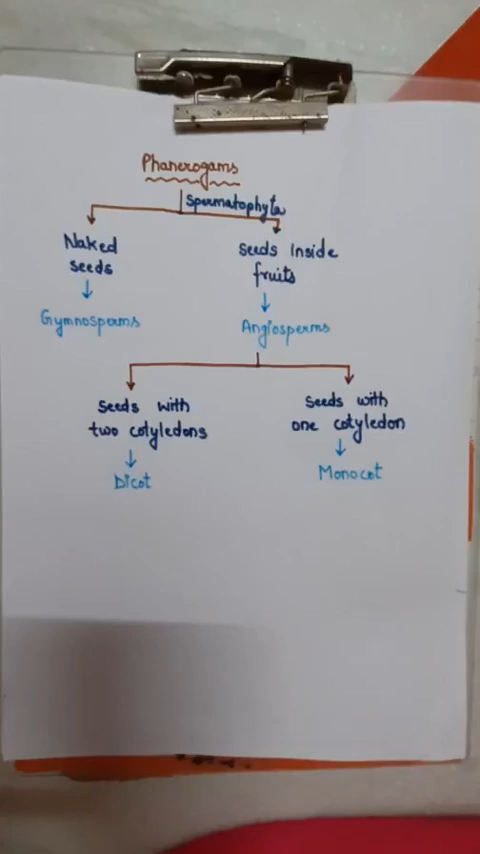 Phanerogams
Spermatophyta
Naked
seeds
Seeds Inside
fruits
Gymnosperms
Angiosperms
Seeds with
two cotyledons
Seeds with
one cotyledon
Dicot
Monocot